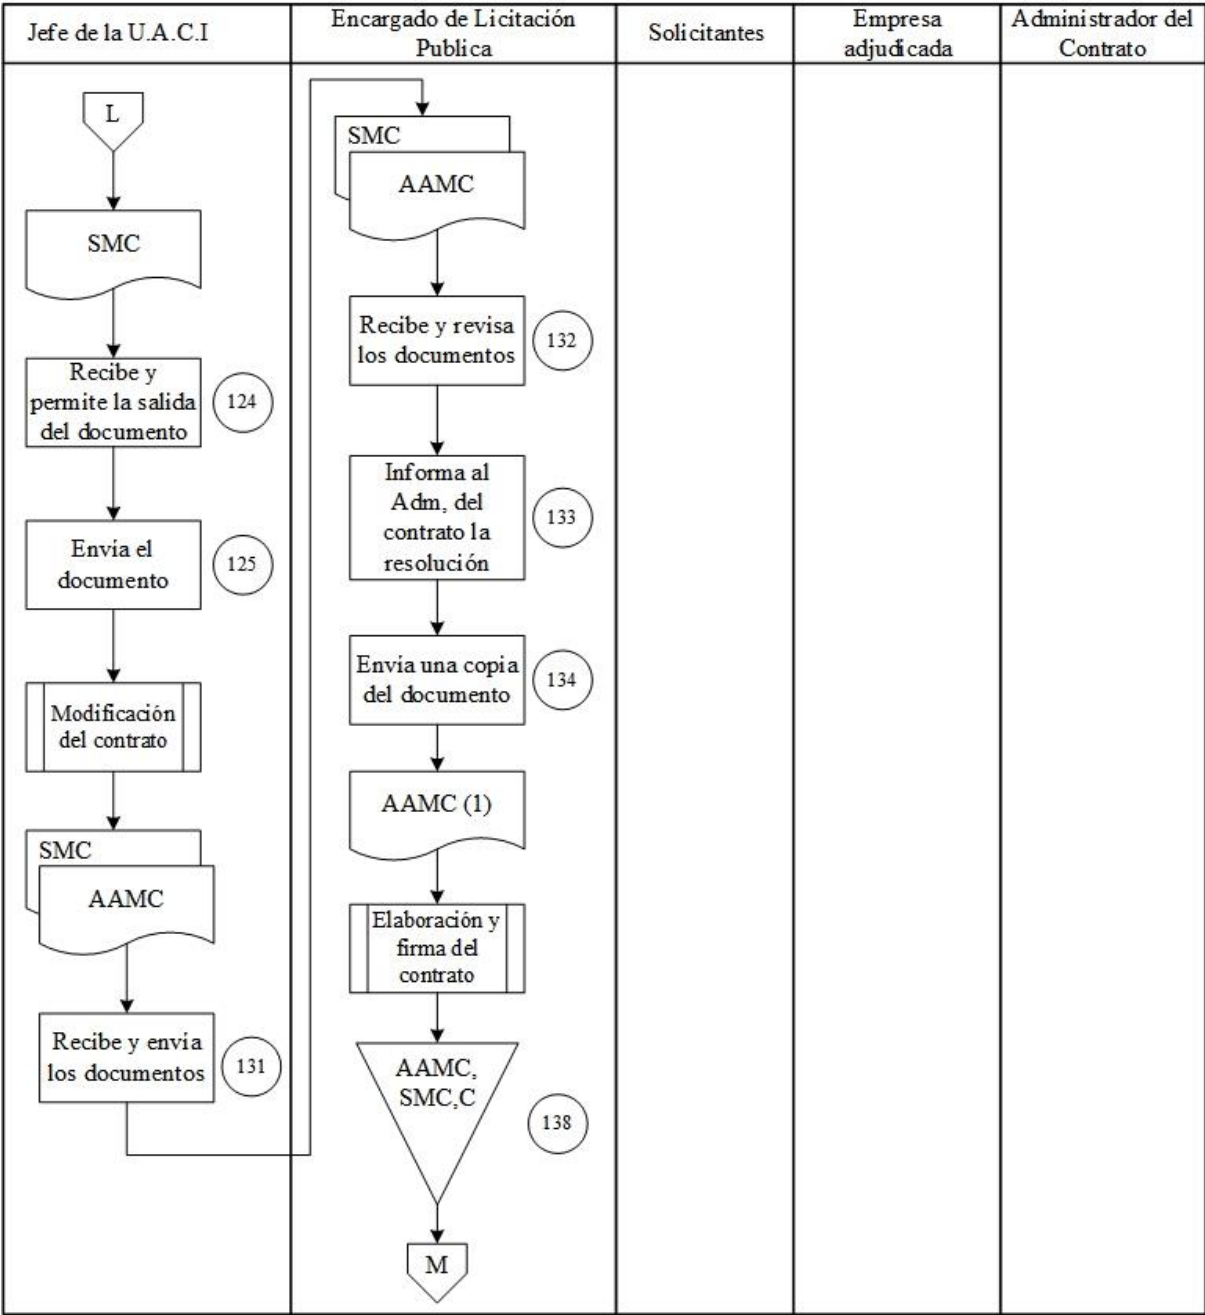 Jefe de la U.A.C.I
Encargado de Licitación
Publica
Solicitantes
Empresa
adjudicada
Administrador del
Contrato
L
SMC
Recibe y
permite la salida
del documento
124
Envía el
documento
125
Modificación
del contrato
SMC
AAMC
Recibe y envía
los documentos
131
SMC
AAMC
Recibe y revisa
los documentos
132
Informa al
Adm, del
contrato la
resolución
133
Envía una copia
del documento
134
AAMC (1)
Elaboración y
firma del
contrato
AAMC,
SMC,C
138
M